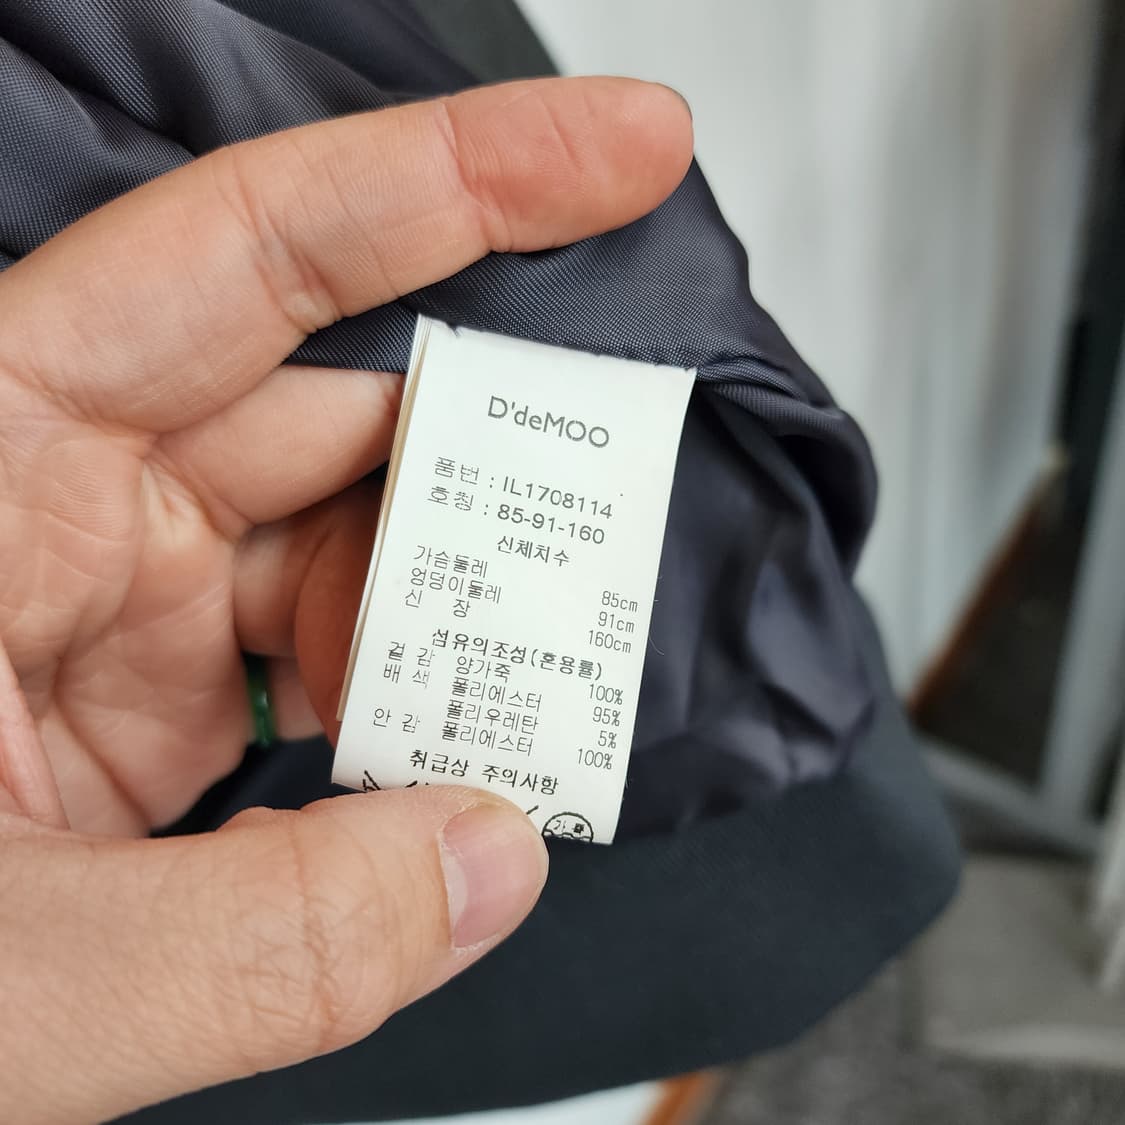 D'deMOO
품번 : IL1708114
호칭 : 85-91-160
신체치수
가슴둘레 85cm
엉덩이둘레 91cm
신 장 160cm
섬유의조성(혼용률)
겉 감 양가죽 100%
배 색 폴리에스터 95%
폴리우레탄 5%
안 감 폴리에스터 100%
취급상 주의사항